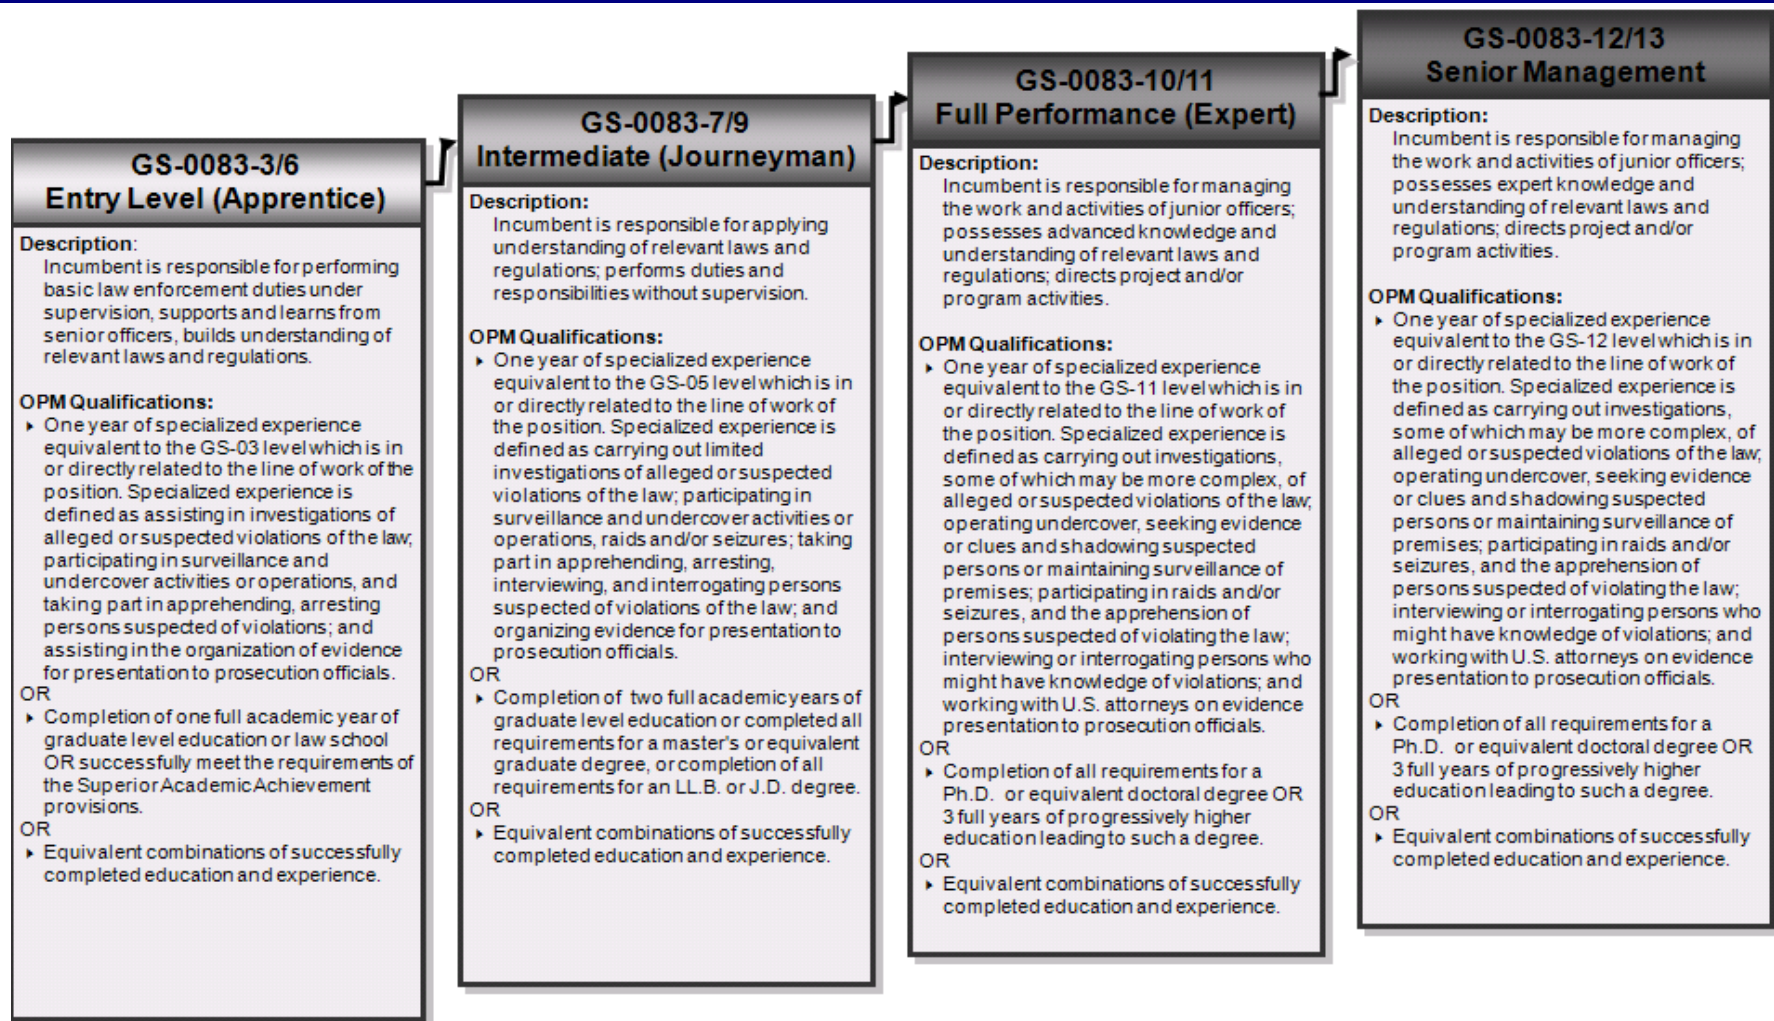 GS-0083-3/6
Entry Level (Apprentice)
Description:
Incumbent is responsible for performing
basic law enforcement duties under
supervision, supports and learns from
senior officers, builds understanding of
relevant laws and regulations.
OPM Qualifications:
▸ One year of specialized experience
equivalent to the GS-03 level which is in
or directly related to the line of work of the
position. Specialized experience is
defined as assisting in investigations of
alleged or suspected violations of the law;
participating in surveillance and
undercover activities or operations, and
taking part in apprehending, arresting
persons suspected of violations; and
assisting in the organization of evidence
for presentation to prosecution officials.
OR
▸ Completion of one full academic year of
graduate level education or law school
OR successfully meet the requirements of
the Superior Academic Achievement
provisions.
OR
▸ Equivalent combinations of successfully
completed education and experience.
GS-0083-7/9
Intermediate (Journeyman)
Description:
Incumbent is responsible for applying
understanding of relevant laws and
regulations; performs duties and
responsibilities without supervision.
OPM Qualifications:
▸ One year of specialized experience
equivalent to the GS-05 level which is in
or directly related to the line of work of
the position. Specialized experience is
defined as carrying out limited
investigations of alleged or suspected
violations of the law; participating in
surveillance and undercover activities or
operations, raids and/or seizures; taking
part in apprehending, arresting,
interviewing, and interrogating persons
suspected of violations of the law; and
organizing evidence for presentation to
prosecution officials.
OR
▸ Completion of two full academic years of
graduate level education or completed all
requirements for a master's or equivalent
graduate degree, or completion of all
requirements for an LL.B. or J.D. degree.
OR
▸ Equivalent combinations of successfully
completed education and experience.
GS-0083-10/11
Full Performance (Expert)
Description:
Incumbent is responsible for managing
the work and activities of junior officers;
possesses advanced knowledge and
understanding of relevant laws and
regulations; directs project and/or
program activities.
OPM Qualifications:
▸ One year of specialized experience
equivalent to the GS-11 level which is in
or directly related to the line of work of
the position. Specialized experience is
defined as carrying out investigations,
some of which may be more complex, of
alleged or suspected violations of the law;
operating undercover, seeking evidence
or clues and shadowing suspected
persons or maintaining surveillance of
premises; participating in raids and/or
seizures, and the apprehension of
persons suspected of violating the law;
interviewing or interrogating persons who
might have knowledge of violations; and
working with U.S. attorneys on evidence
presentation to prosecution officials.
OR
▸ Completion of all requirements for a
Ph.D. or equivalent doctoral degree OR
3 full years of progressively higher
education leading to such a degree.
OR
▸ Equivalent combinations of successfully
completed education and experience.
GS-0083-12/13
Senior Management
Description:
Incumbent is responsible for managing
the work and activities of junior officers;
possesses expert knowledge and
understanding of relevant laws and
regulations; directs project and/or
program activities.
OPM Qualifications:
▸ One year of specialized experience
equivalent to the GS-12 level which is in
or directly related to the line of work of
the position. Specialized experience is
defined as carrying out investigations,
some of which may be more complex, of
alleged or suspected violations of the law;
operating undercover, seeking evidence
or clues and shadowing suspected
persons or maintaining surveillance of
premises; participating in raids and/or
seizures, and the apprehension of
persons suspected of violating the law;
interviewing or interrogating persons who
might have knowledge of violations; and
working with U.S. attorneys on evidence
presentation to prosecution officials.
OR
▸ Completion of all requirements for a
Ph.D. or equivalent doctoral degree OR
3 full years of progressively higher
education leading to such a degree.
OR
▸ Equivalent combinations of successfully
completed education and experience.